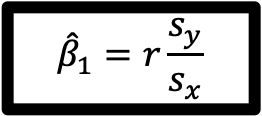 β̂₁ = r s_y / s_x